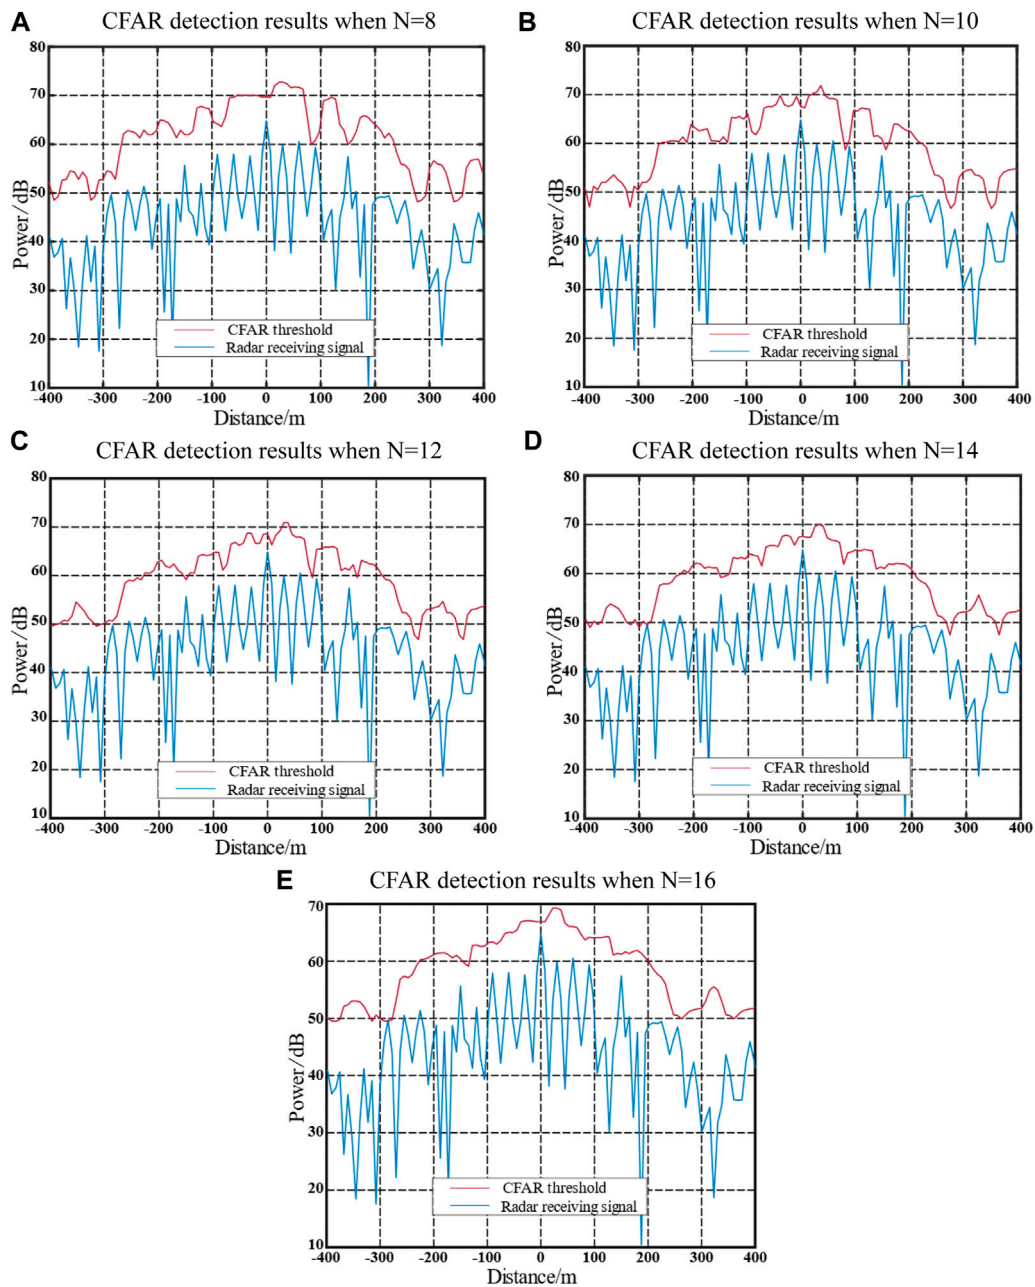 A
CFAR detection results when N=8
80
70
60
50
40
30
20
10
Power/dB
-400 -300 -200 -100 0 100 200 300 400
Distance/m
CFAR threshold
Radar receiving signal
B
CFAR detection results when N=10
80
70
60
50
40
30
20
10
Power/dB
-400 -300 -200 -100 0 100 200 300 400
Distance/m
CFAR threshold
Radar receiving signal
C
CFAR detection results when N=12
80
70
60
50
40
30
20
10
Power/dB
-400 -300 -200 -100 0 100 200 300 400
Distance/m
CFAR threshold
Radar receiving signal
D
CFAR detection results when N=14
80
70
60
50
40
30
20
10
Power/dB
-400 -300 -200 -100 0 100 200 300 400
Distance/m
CFAR threshold
Radar receiving signal
E
CFAR detection results when N=16
70
60
50
40
30
20
10
Power/dB
-400 -300 -200 -100 0 100 200 300 400
Distance/m
CFAR threshold
Radar receiving signal